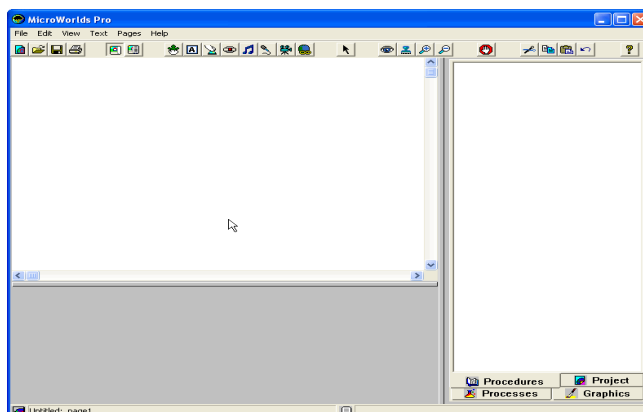 MicroWorlds Pro
File Edit View Text Pages Help
Procedures Project
Processes Graphics
Untitled: page1